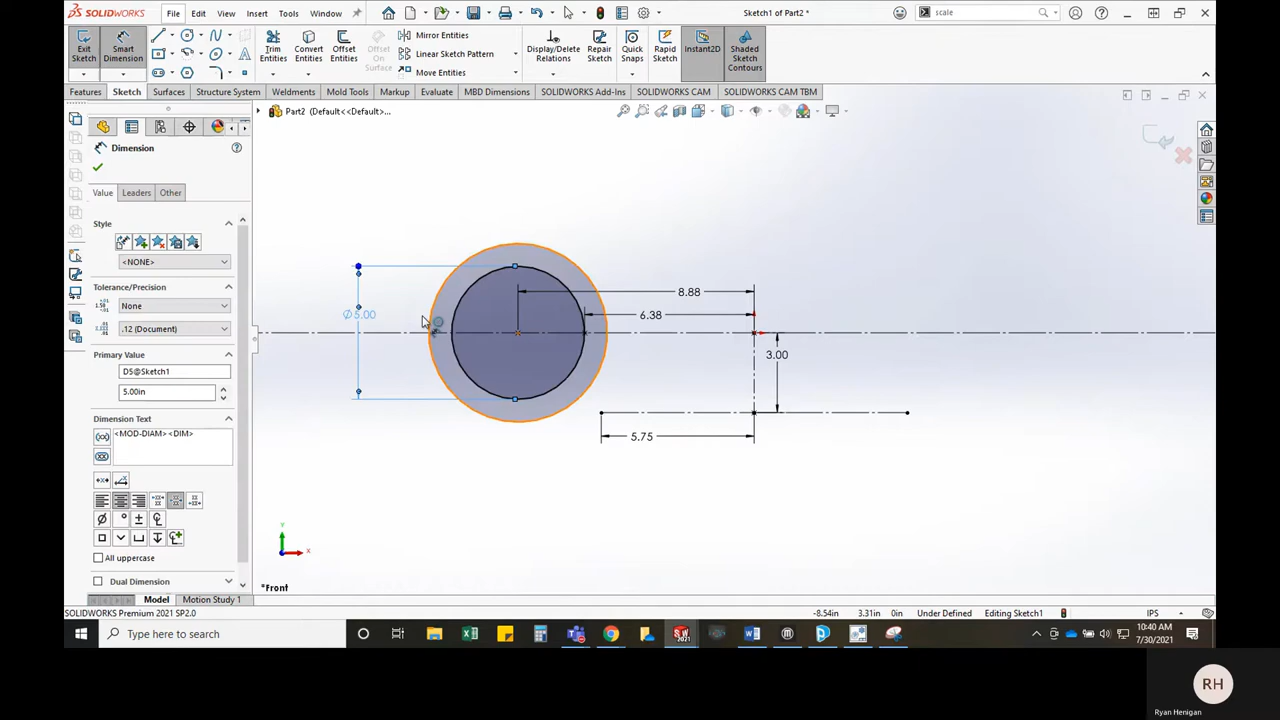 SOLIDWORKS File Edit View Insert Tools Window Sketch1 of Part2 * scale
Exit Sketch Smart Dimension Trim Entities Convert Entities Offset Entities Offset On Surface Mirror Entities Linear Sketch Pattern Move Entities Display/Delete Relations Repair Sketch Quick Snaps Rapid Sketch Instant2D Shaded Sketch Contours
Features Sketch Surfaces Structure System Weldments Mold Tools Markup Evaluate MBD Dimensions SOLIDWORKS Add-Ins SOLIDWORKS CAM SOLIDWORKS CAM TBM
Part2 (Default<<Default>...
Dimension
Value Leaders Other
Style
<NONE>
Tolerance/Precision
None
.12 (Document)
Primary Value
D5@Sketch1
5.00in
Dimension Text
<MOD-DIAM><DIM>
All uppercase
Dual Dimension
8.88
∅5.00
6.38
3.00
5.75
Y
X
*Front
Model Motion Study 1
SOLIDWORKS Premium 2021 SP2.0 -8.54in 3.31in 0in Under Defined Editing Sketch1 IPS
Type here to search
10:40 AM
7/30/2021
RH
Ryan Henigan